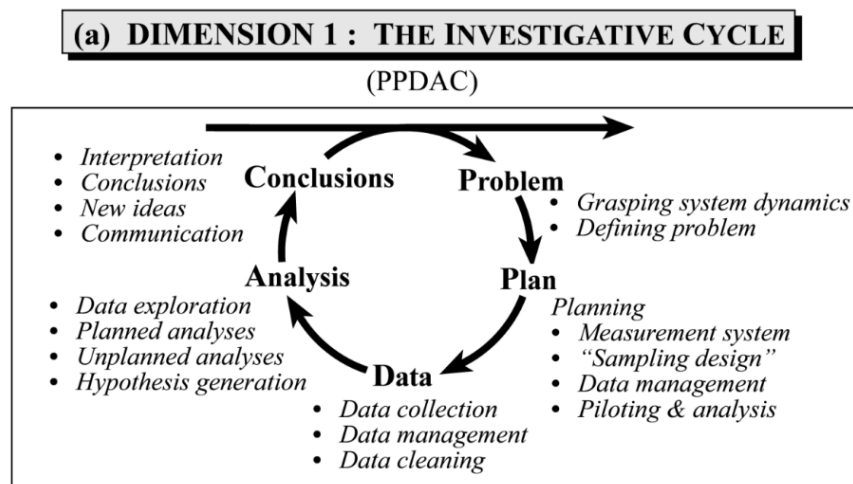 (a) DIMENSION 1 : THE INVESTIGATIVE CYCLE
(PPDAC)
• Interpretation
• Conclusions
• New ideas
• Communication
Conclusions
Problem
• Grasping system dynamics
• Defining problem
Analysis
Plan
• Data exploration
• Planned analyses
• Unplanned analyses
• Hypothesis generation
Planning
• Measurement system
• “Sampling design”
• Data management
• Piloting & analysis
Data
• Data collection
• Data management
• Data cleaning